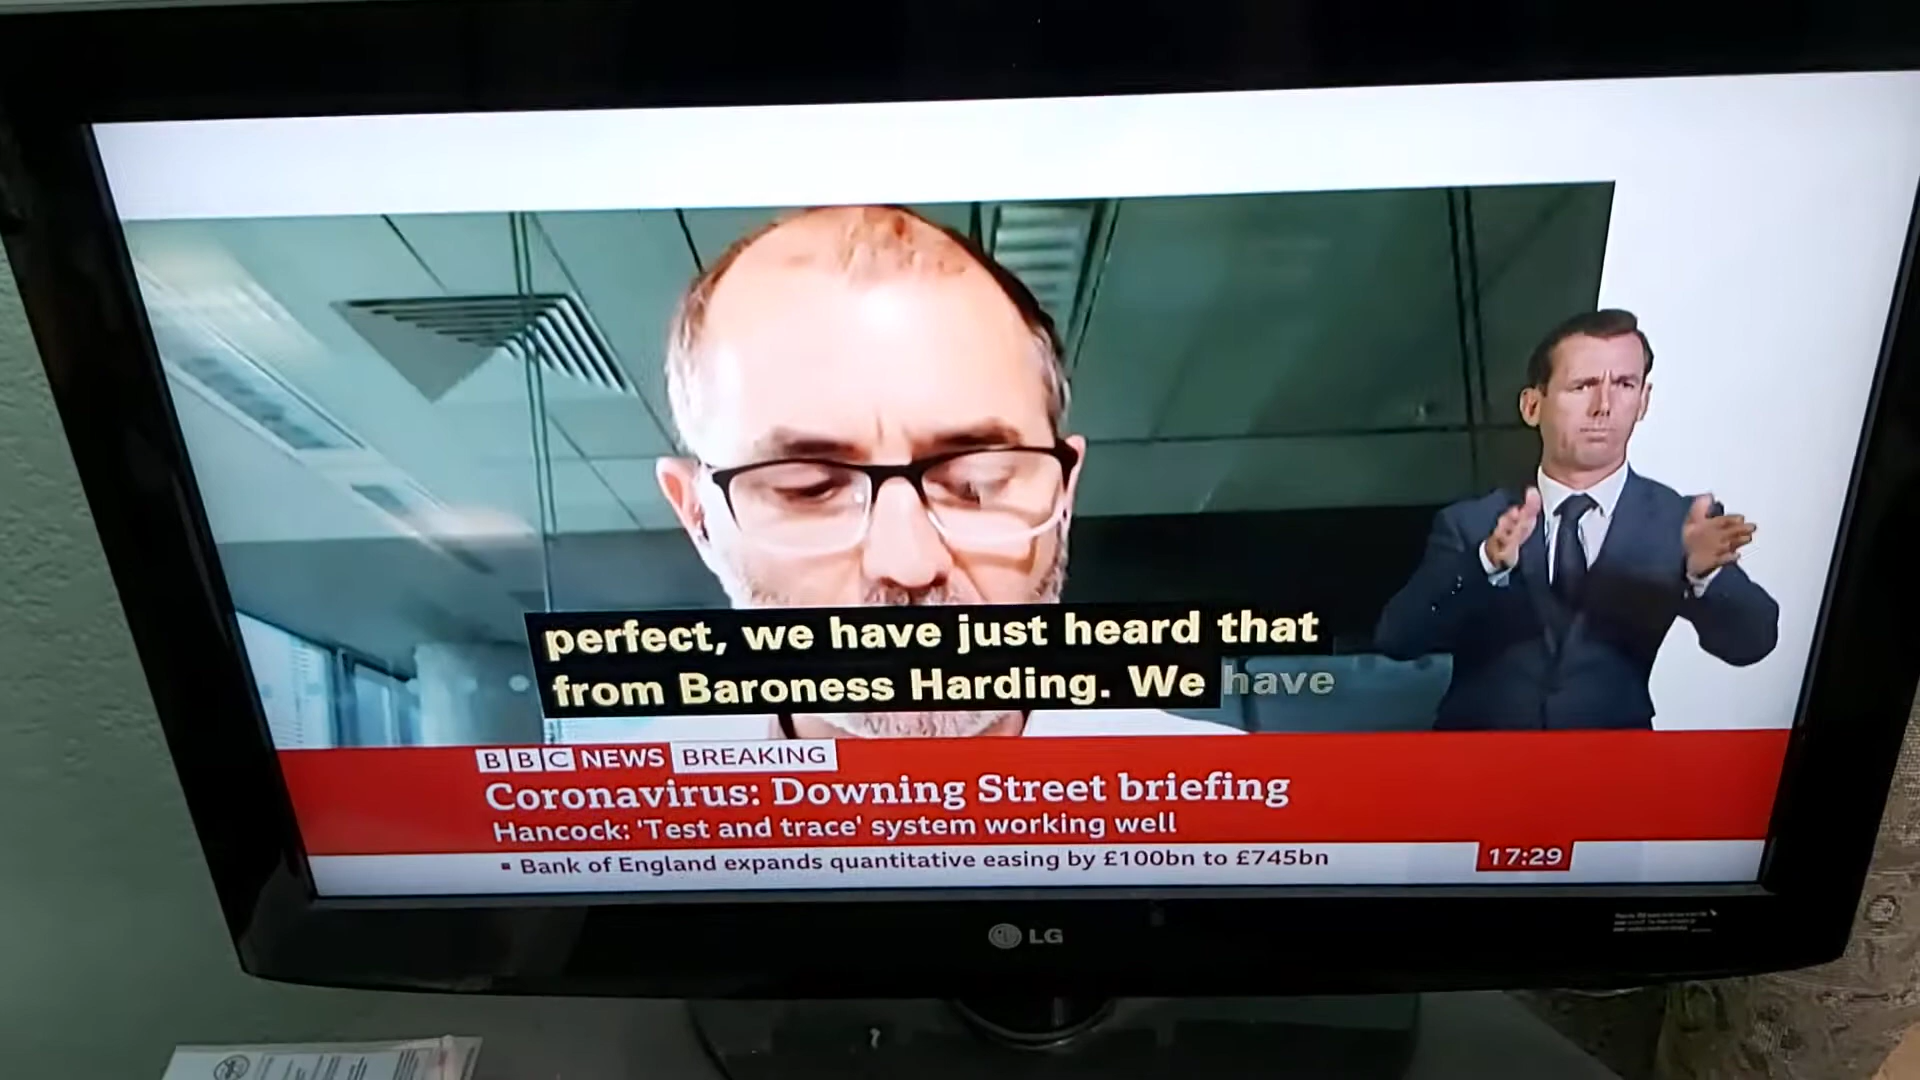 perfect, we have just heard that
from Baroness Harding. We have
BBC NEWS BREAKING
Coronavirus: Downing Street briefing
Hancock: 'Test and trace' system working well
▪ Bank of England expands quantitative easing by £100bn to £745bn
17:29
LG